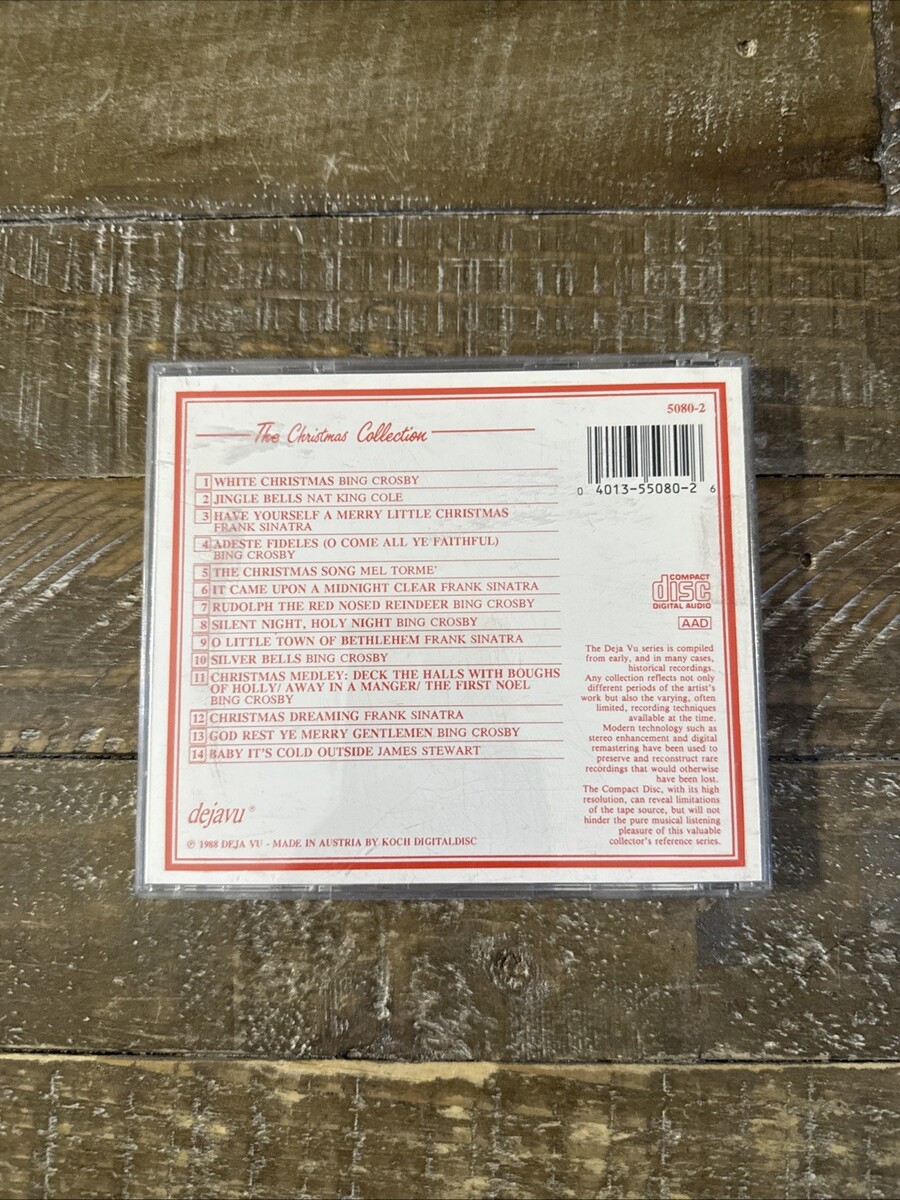 5080-2
The Christmas Collection
0 4013-55080-2 6
1 WHITE CHRISTMAS BING CROSBY
2 JINGLE BELLS NAT KING COLE
3 HAVE YOURSELF A MERRY LITTLE CHRISTMAS
FRANK SINATRA
4 ADESTE FIDELES (O COME ALL YE FAITHFUL)
BING CROSBY
5 THE CHRISTMAS SONG MEL TORME'
6 IT CAME UPON A MIDNIGHT CLEAR FRANK SINATRA
7 RUDOLPH THE RED NOSED REINDEER BING CROSBY
8 SILENT NIGHT, HOLY NIGHT BING CROSBY
9 O LITTLE TOWN OF BETHLEHEM FRANK SINATRA
10 SILVER BELLS BING CROSBY
11 CHRISTMAS MEDLEY: DECK THE HALLS WITH BOUGHS
OF HOLLY/ AWAY IN A MANGER/ THE FIRST NOEL
BING CROSBY
12 CHRISTMAS DREAMING FRANK SINATRA
13 GOD REST YE MERRY GENTLEMEN BING CROSBY
14 BABY IT'S COLD OUTSIDE JAMES STEWART
COMPACT
disc
DIGITAL AUDIO
AAD
The Deja Vu series is compiled
from early, and in many cases,
historical recordings.
Any collection reflects not only
different periods of the artist's
work but also the varying, often
limited, recording techniques
available at the time.
Modern technology such as
stereo enhancement and digital
remastering have been used to
preserve and reconstruct rare
recordings that would otherwise
have been lost.
The Compact Disc, with its high
resolution, can reveal limitations
of the tape source, but will not
hinder the pure musical listening
pleasure of this valuable
collector's reference series.
dejavu ®
℗ 1988 DEJA VU - MADE IN AUSTRIA BY KOCH DIGITALDISC